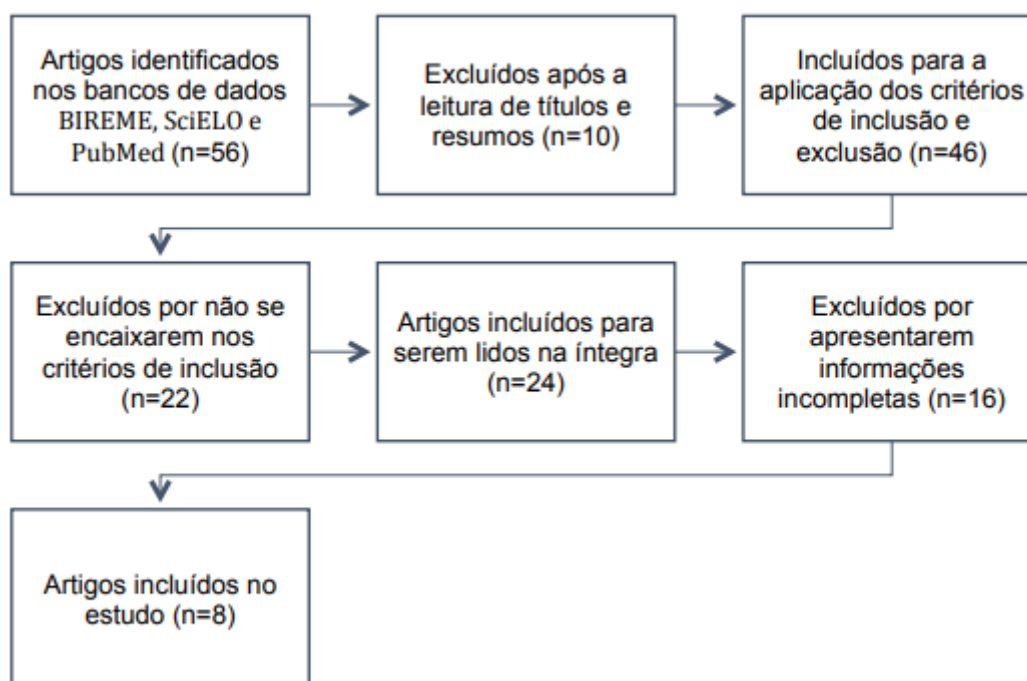 Artigos identificados
nos bancos de dados
BIREME, SciELO e
PubMed (n=56)
Excluídos após a
leitura de títulos e
resumos (n=10)
Incluídos para a
aplicação dos critérios
de inclusão e
exclusão (n=46)
Excluídos por não se
encaixarem nos
critérios de inclusão
(n=22)
Artigos incluídos para
serem lidos na íntegra
(n=24)
Excluídos por
apresentarem
informações
incompletas (n=16)
Artigos incluídos no
estudo (n=8)